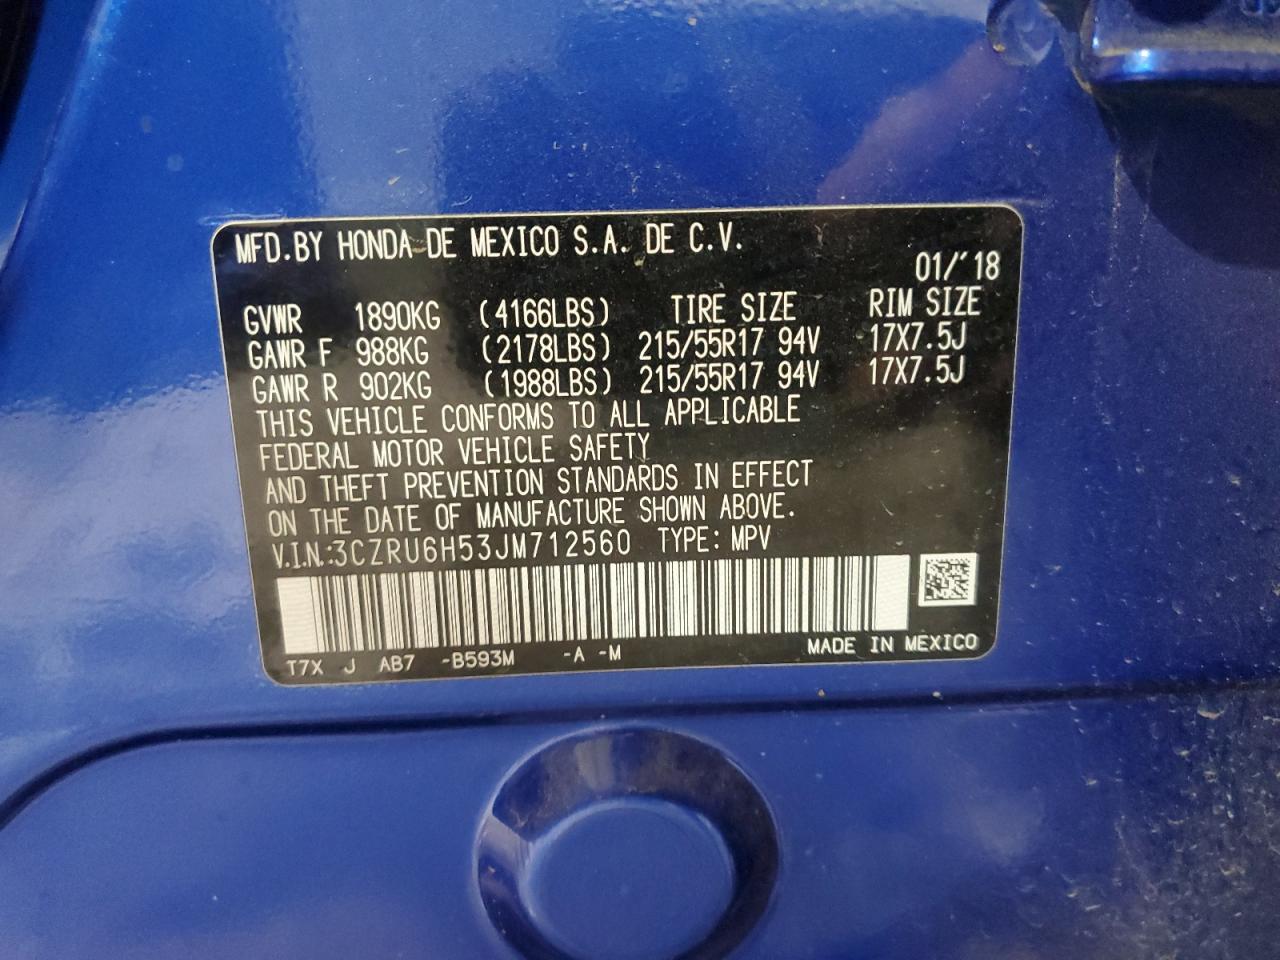 MFD.BY HONDA DE MEXICO S.A. DE C.V.
01/'18
GVWR 1890KG (4166LBS) TIRE SIZE RIM SIZE
GAWR F 988KG (2178LBS) 215/55R17 94V 17X7.5J
GAWR R 902KG (1988LBS) 215/55R17 94V 17X7.5J
THIS VEHICLE CONFORMS TO ALL APPLICABLE
FEDERAL MOTOR VEHICLE SAFETY
AND THEFT PREVENTION STANDARDS IN EFFECT
ON THE DATE OF MANUFACTURE SHOWN ABOVE.
V.I.N.:3CZRU6H53JM712560 TYPE: MPV
T7X J AB7 -B593M -A -M MADE IN MEXICO